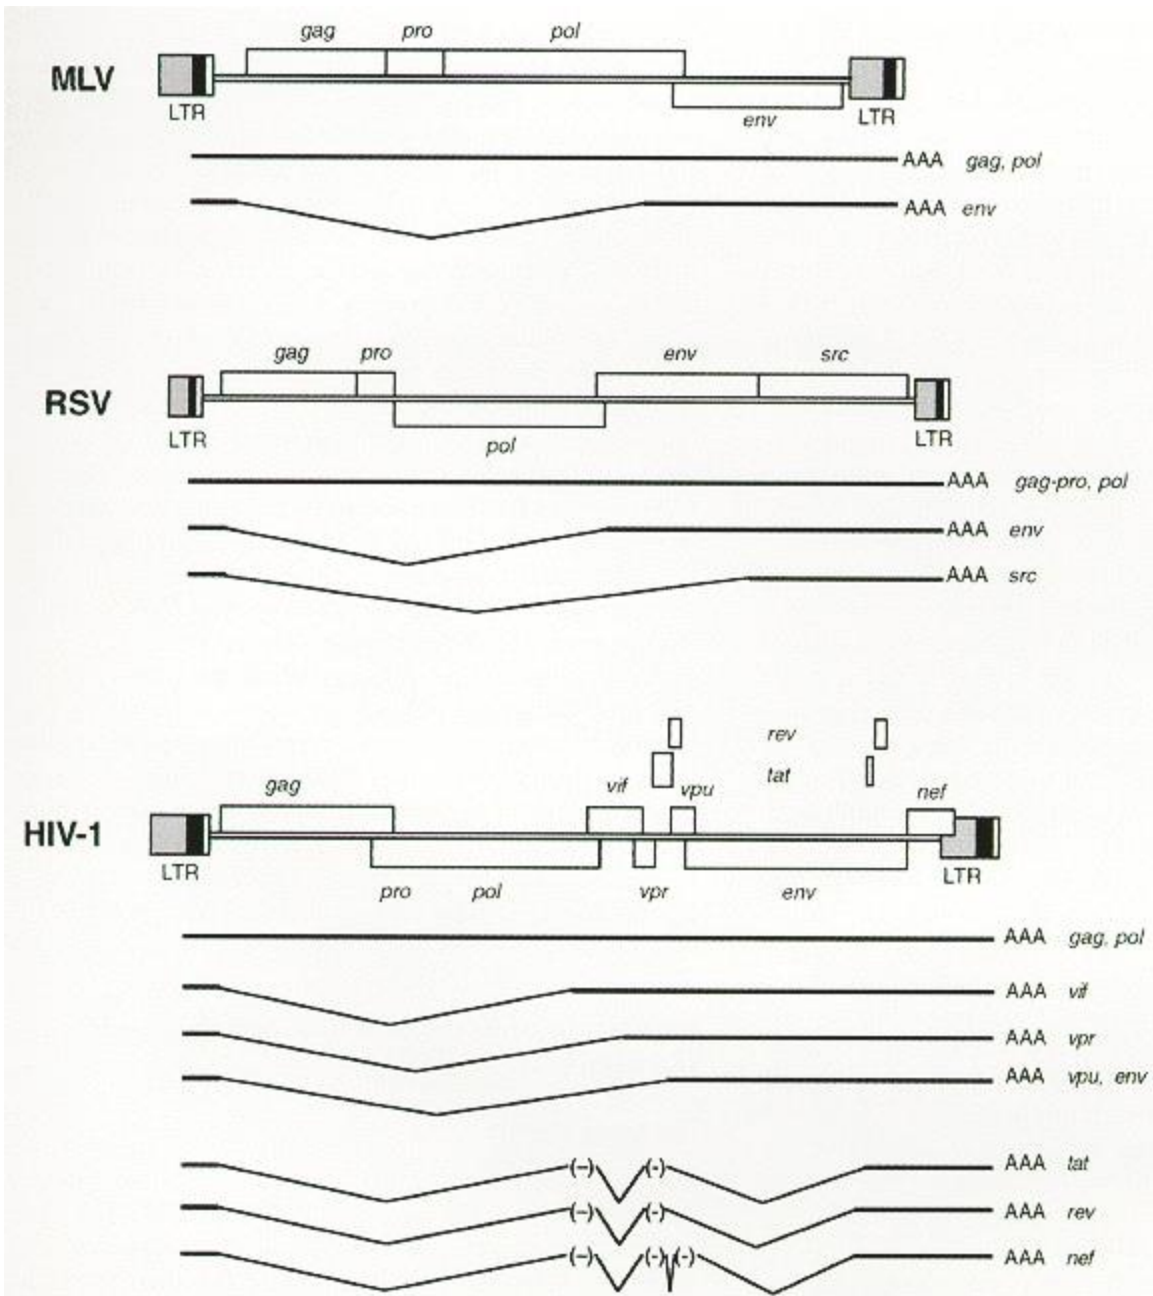 gag pro pol
MLV
LTR env LTR
AAA gag, pol
AAA env
gag pro env src
RSV
LTR pol LTR
AAA gag-pro, pol
AAA env
AAA src
rev
tat
gag vif vpu nef
HIV-1
LTR pro pol vpr env LTR
AAA gag, pol
AAA vif
AAA vpr
AAA vpu, env
(–) (-) AAA tat
(–) (-) AAA rev
(–) (-) (-) AAA nef